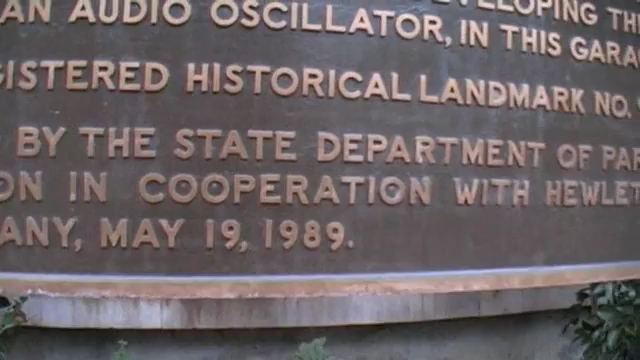 AN AUDIO OSCILLATOR, IN THIS GARA
GISTERED HISTORICAL LANDMARK NO.
BY THE STATE DEPARTMENT OF PAR
ON IN COOPERATION WITH HEWLET
ANY, MAY 19, 1989.